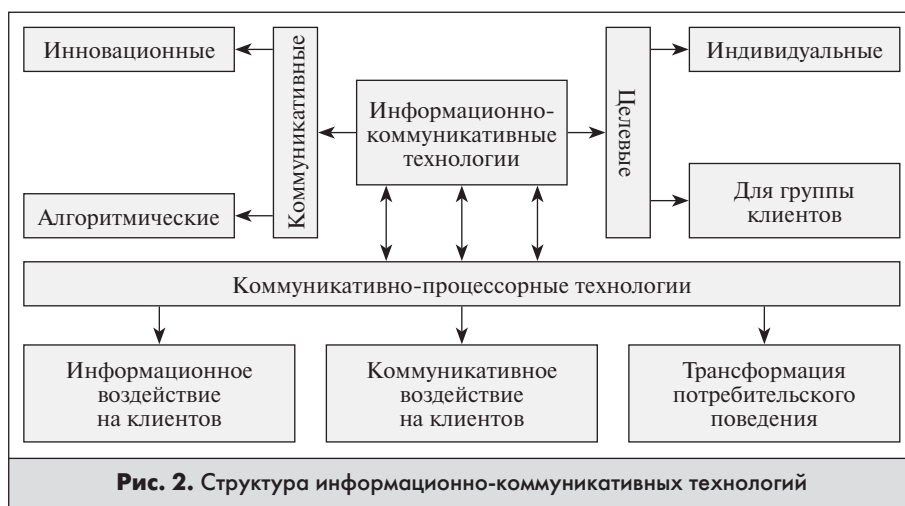 Инновационные
Коммуникативные
Алгоритмические
Информационно-
коммуникативные
технологии
Целевые
Индивидуальные
Для группы
клиентов
Коммуникативно-процессорные технологии
Информационное
воздействие
на клиентов
Коммуникативное
воздействие
на клиентов
Трансформация
потребительского
поведения
Рис. 2. Структура информационно-коммуникативных технологий